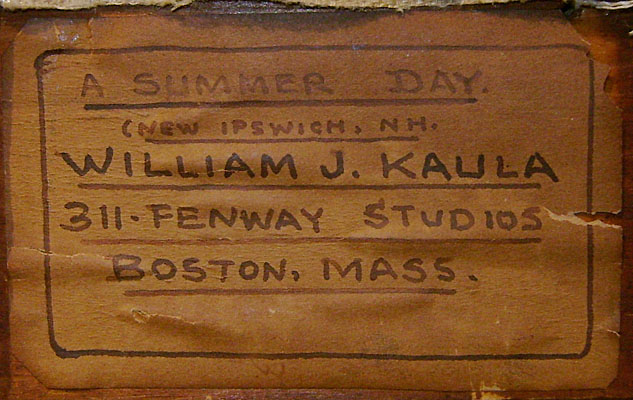 A SUMMER DAY.
(NEW IPSWICH, NH.
WILLIAM J. KAULA
311-FENWAY STUDIOS
BOSTON, MASS.